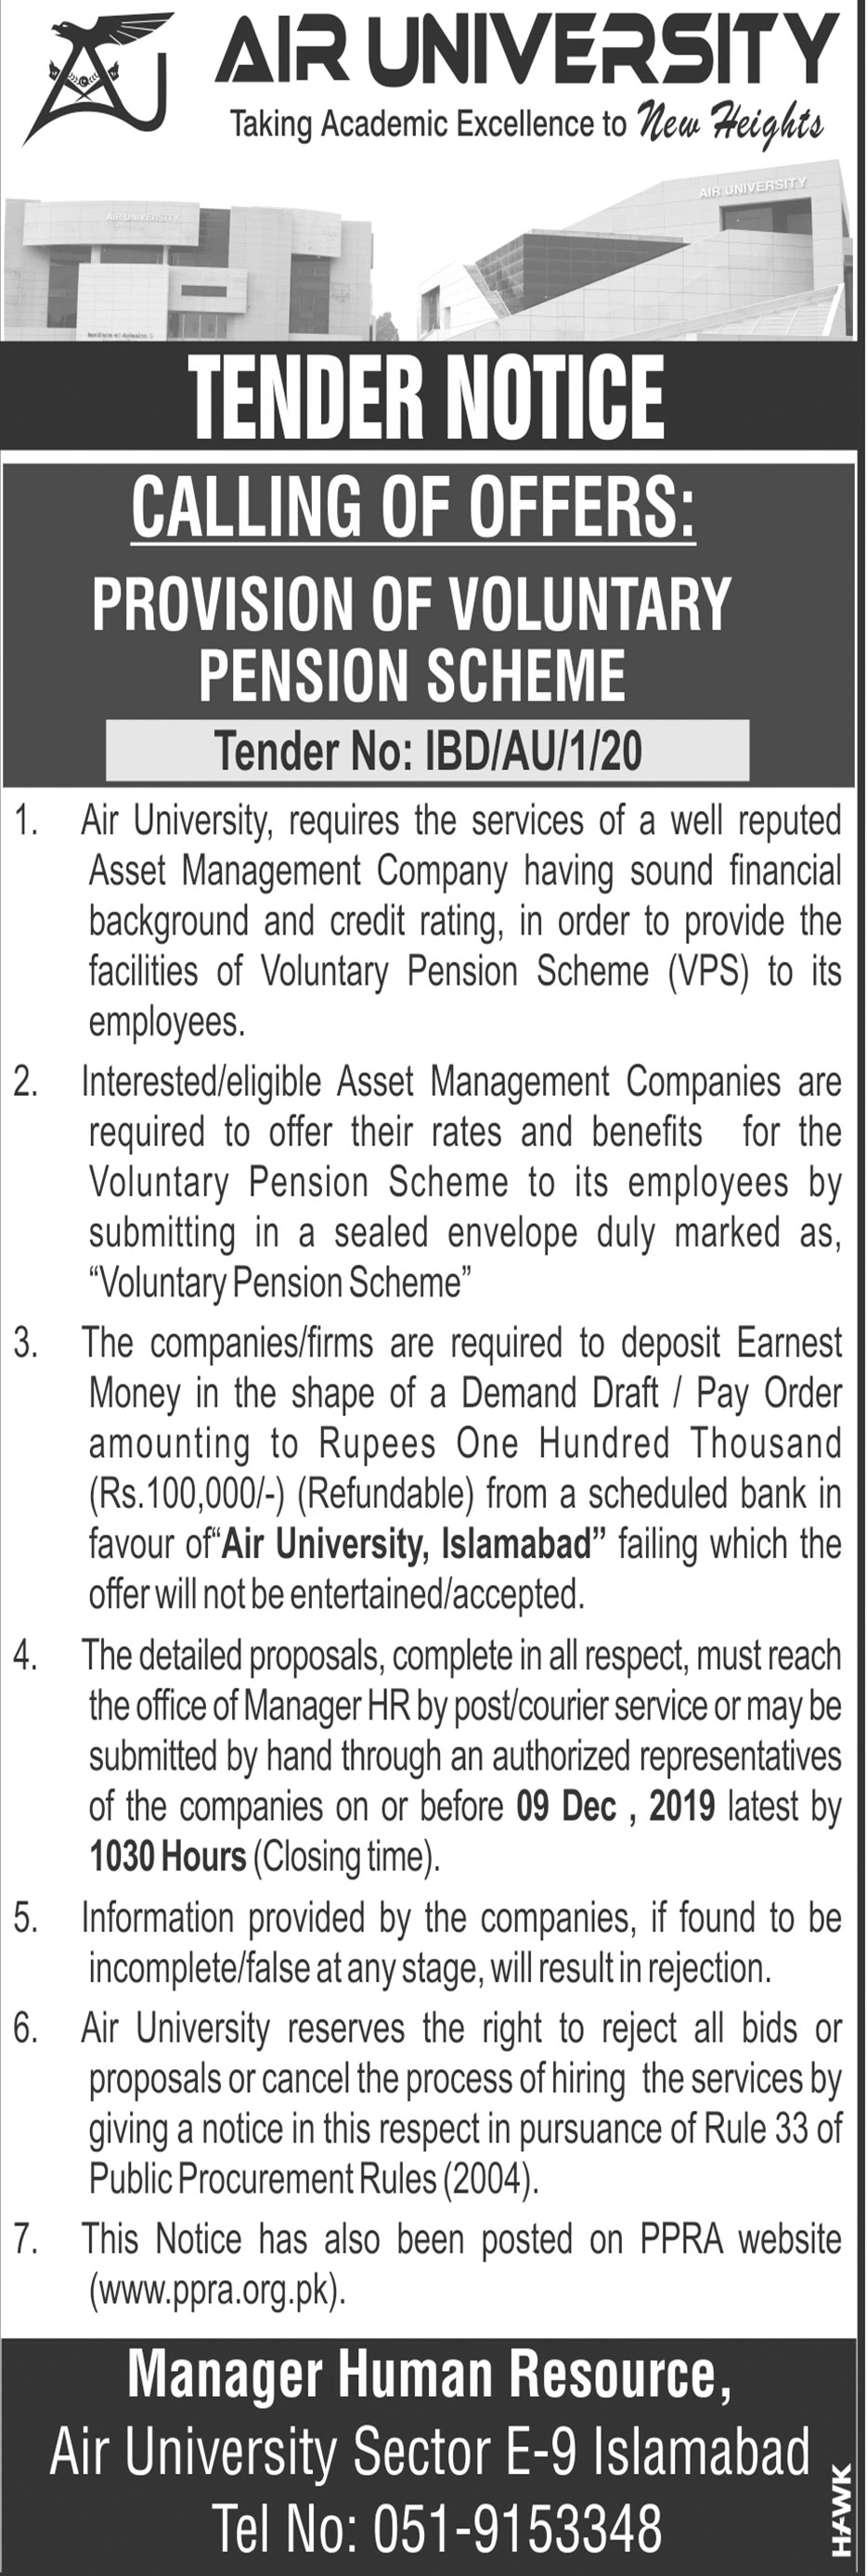 AIR UNIVERSITY
Taking Academic Excellence to New Heights
AIR UNIVERSITY
AIR UNIVERSITY
TENDER NOTICE
CALLING OF OFFERS:
PROVISION OF VOLUNTARY
PENSION SCHEME
Tender No: IBD/AU/1/20
1. Air University, requires the services of a well reputed
Asset Management Company having sound financial
background and credit rating, in order to provide the
facilities of Voluntary Pension Scheme (VPS) to its
employees.
2. Interested/eligible Asset Management Companies are
required to offer their rates and benefits for the
Voluntary Pension Scheme to its employees by
submitting in a sealed envelope duly marked as,
“Voluntary Pension Scheme”
3. The companies/firms are required to deposit Earnest
Money in the shape of a Demand Draft / Pay Order
amounting to Rupees One Hundred Thousand
(Rs.100,000/-) (Refundable) from a scheduled bank in
favour of“Air University, Islamabad” failing which the
offer will not be entertained/accepted.
4. The detailed proposals, complete in all respect, must reach
the office of Manager HR by post/courier service or may be
submitted by hand through an authorized representatives
of the companies on or before 09 Dec , 2019 latest by
1030 Hours (Closing time).
5. Information provided by the companies, if found to be
incomplete/false at any stage, will result in rejection.
6. Air University reserves the right to reject all bids or
proposals or cancel the process of hiring the services by
giving a notice in this respect in pursuance of Rule 33 of
Public Procurement Rules (2004).
7. This Notice has also been posted on PPRA website
(www.ppra.org.pk).
Manager Human Resource,
Air University Sector E-9 Islamabad
Tel No: 051-9153348
HAWK